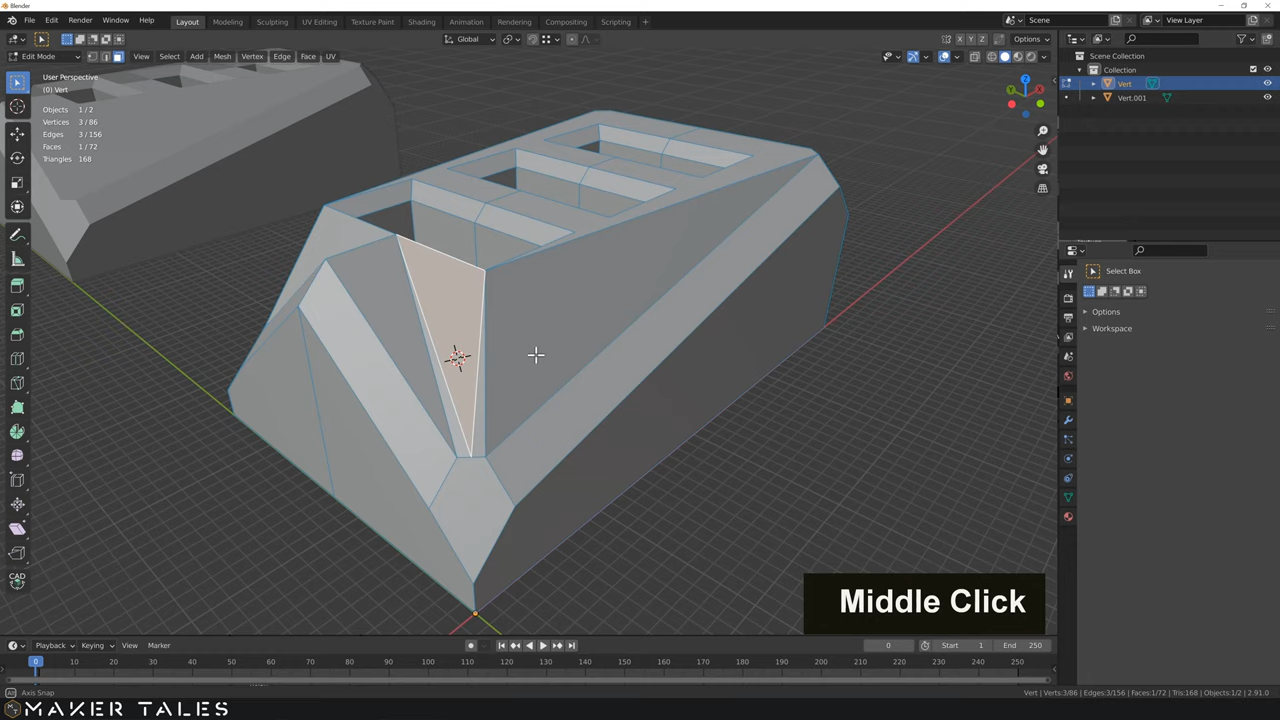 Blender
File Edit Render Window Help Layout Modeling Sculpting UV Editing Texture Paint Shading Animation Rendering Compositing Scripting + Scene View Layer
Global X Y Z Options
Edit Mode View Select Add Mesh Vertex Edge Face UV
User Perspective
(0) Vert
Objects 1 / 2
Vertices 3 / 86
Edges 3 / 156
Faces 1 / 72
Triangles 168
Scene Collection
Collection
Vert
Vert.001
Select Box
Options
Workspace
X
Y
Z
CAD
Middle Click
Playback Keying View Marker 0 Start 1 End 250
0 10 20 30 40 50 60 70 80 90 100 110 120 130 140 150 160 170 180 190 200 210 220 230 240 250
Axis Snap
Vert | Verts:3/86 | Edges:3/156 | Faces:1/72 | Tris:168 | Objects:1/2 | 2.91.0
MAKER TALES